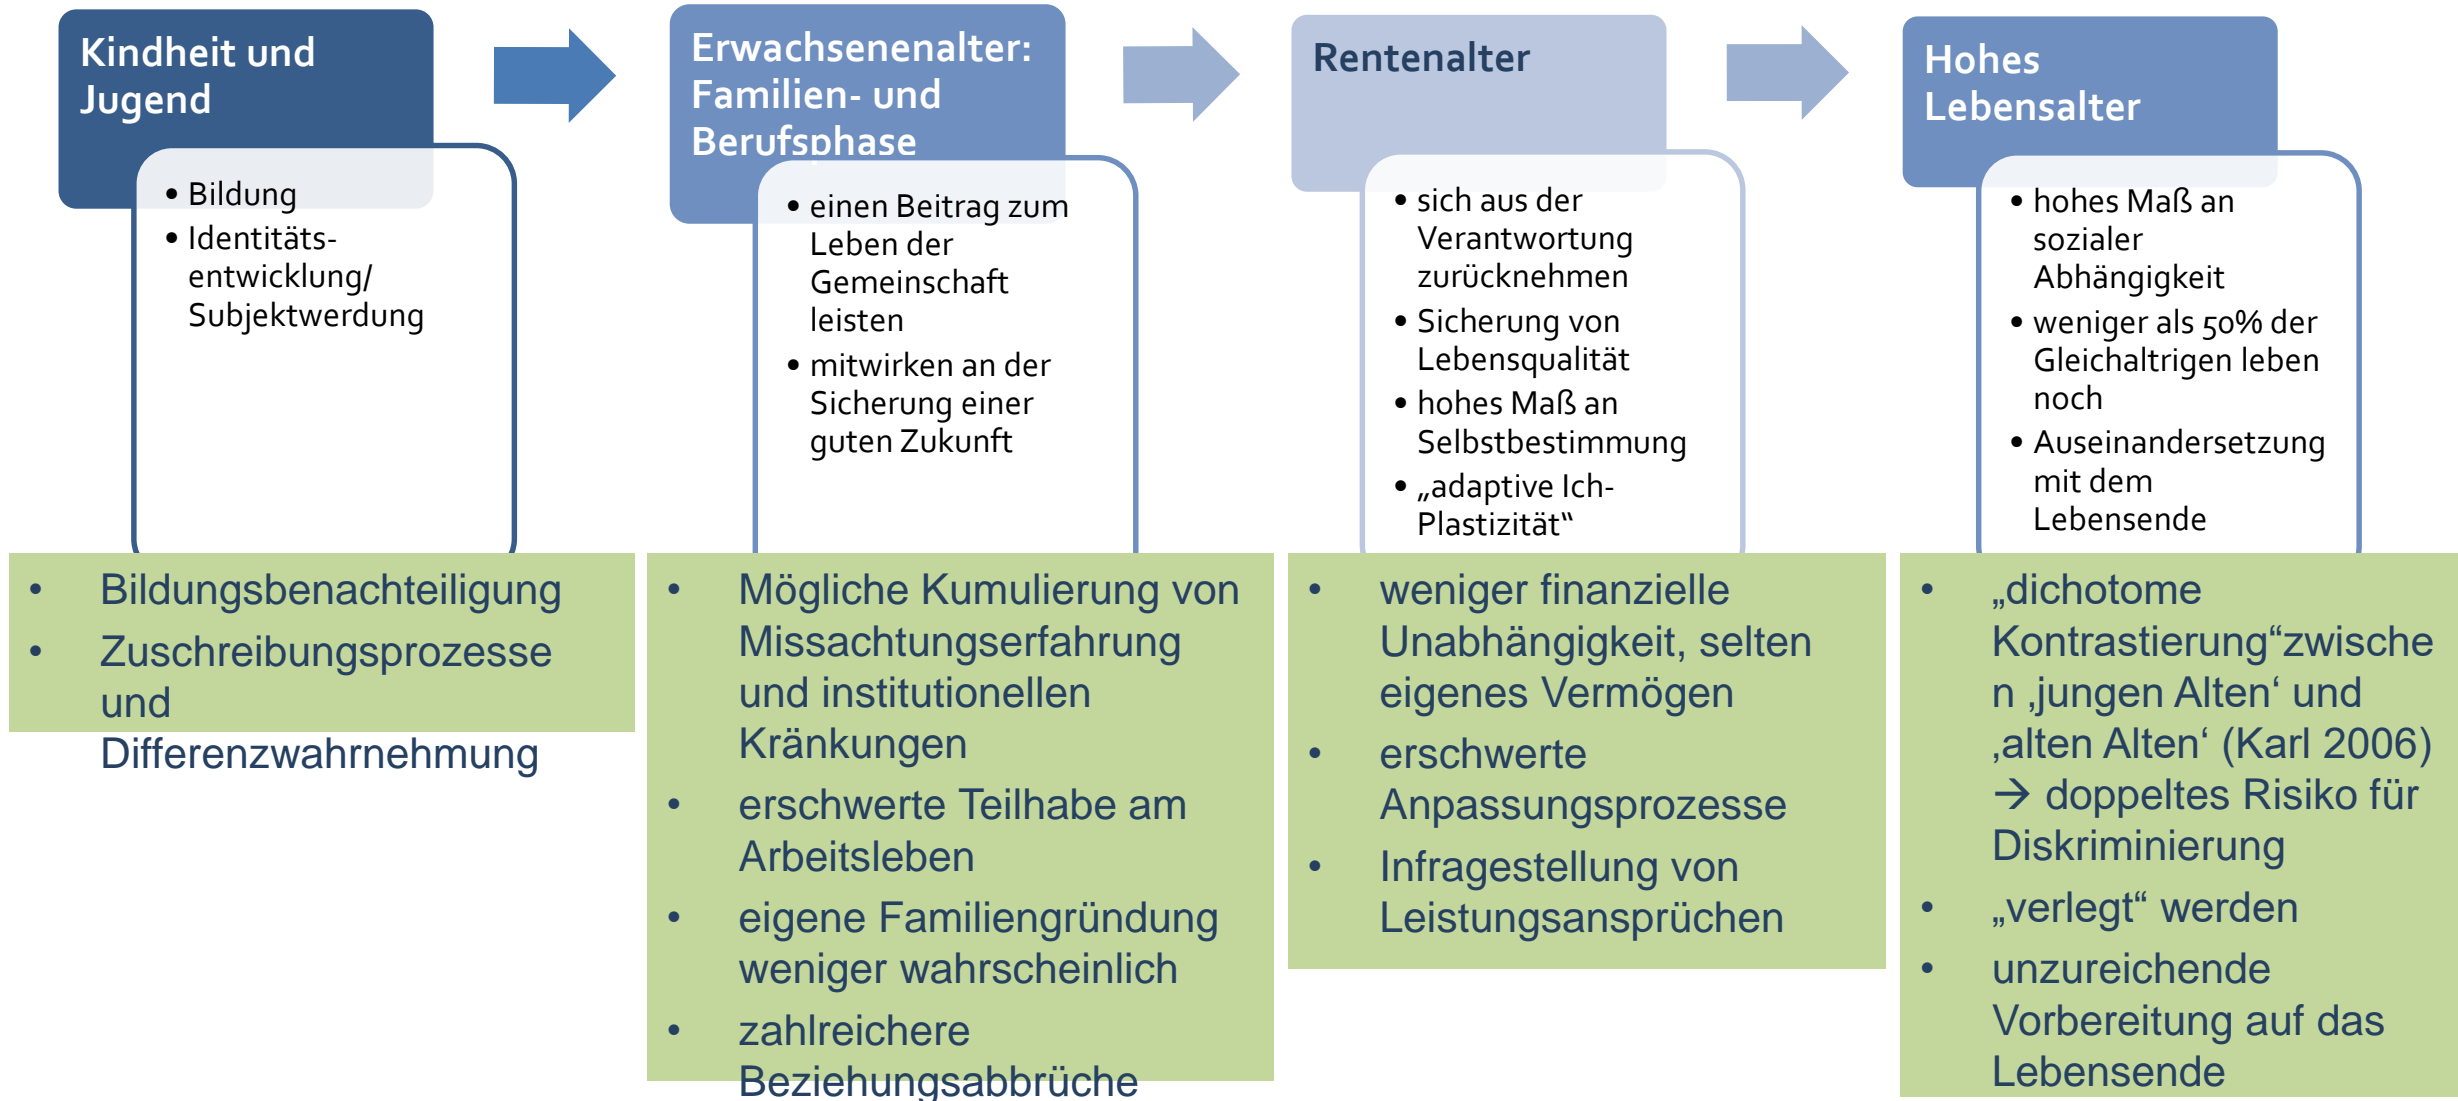 Kindheit und
Jugend
• Bildung
• Identitäts-
entwicklung/
Subjektwerdung
• Bildungsbenachteiligung
• Zuschreibungsprozesse
und
Differenzwahrnehmung
Erwachsenenalter:
Familien- und
Berufsphase
• einen Beitrag zum
Leben der
Gemeinschaft
leisten
• mitwirken an der
Sicherung einer
guten Zukunft
• Mögliche Kumulierung von
Missachtungserfahrung
und institutionellen
Kränkungen
• erschwerte Teilhabe am
Arbeitsleben
• eigene Familiengründung
weniger wahrscheinlich
• zahlreichere
Beziehungsabbrüche
Rentenalter
• sich aus der
Verantwortung
zurücknehmen
• Sicherung von
Lebensqualität
• hohes Maß an
Selbstbestimmung
• „adaptive Ich-
Plastizität“
• weniger finanzielle
Unabhängigkeit, selten
eigenes Vermögen
• erschwerte
Anpassungsprozesse
• Infragestellung von
Leistungsansprüchen
Hohes
Lebensalter
• hohes Maß an
sozialer
Abhängigkeit
• weniger als 50% der
Gleichaltrigen leben
noch
• Auseinandersetzung
mit dem
Lebensende
• „dichotome
Kontrastierung“zwische
n ‚jungen Alten‘ und
‚alten Alten‘ (Karl 2006)
→ doppeltes Risiko für
Diskriminierung
• „verlegt“ werden
• unzureichende
Vorbereitung auf das
Lebensende